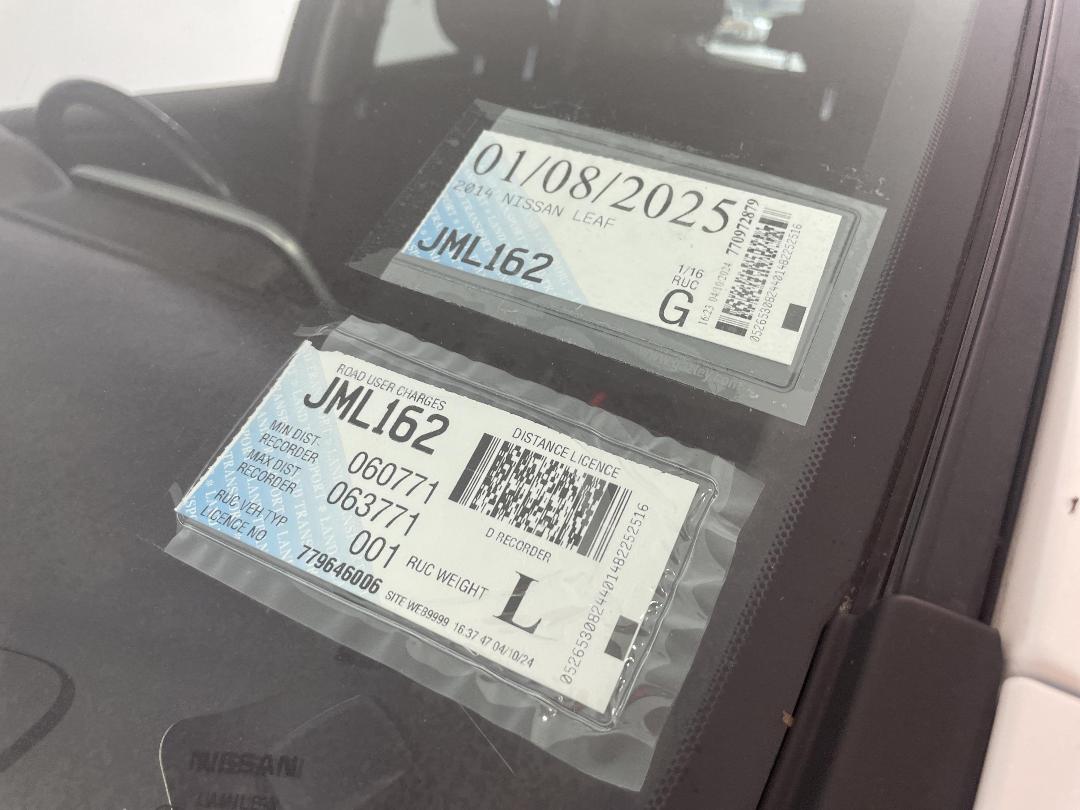 01/08/2025
2014 NISSAN LEAF
JML162
1/16
RUC
G
16:23 04/10/2024 770972879
0526530824401482252516
ROAD USER CHARGES
JML162
DISTANCE LICENCE
MIN DIST-
RECORDER
060771
MAX DIST
RECORDER
063771
D RECORDER
RUC VEH TYP
001
RUC WEIGHT
L
LICENCE NO
779646006
SITE WEB9999 16.37 47 04/10/24
0526530824401482252516
NISSAN